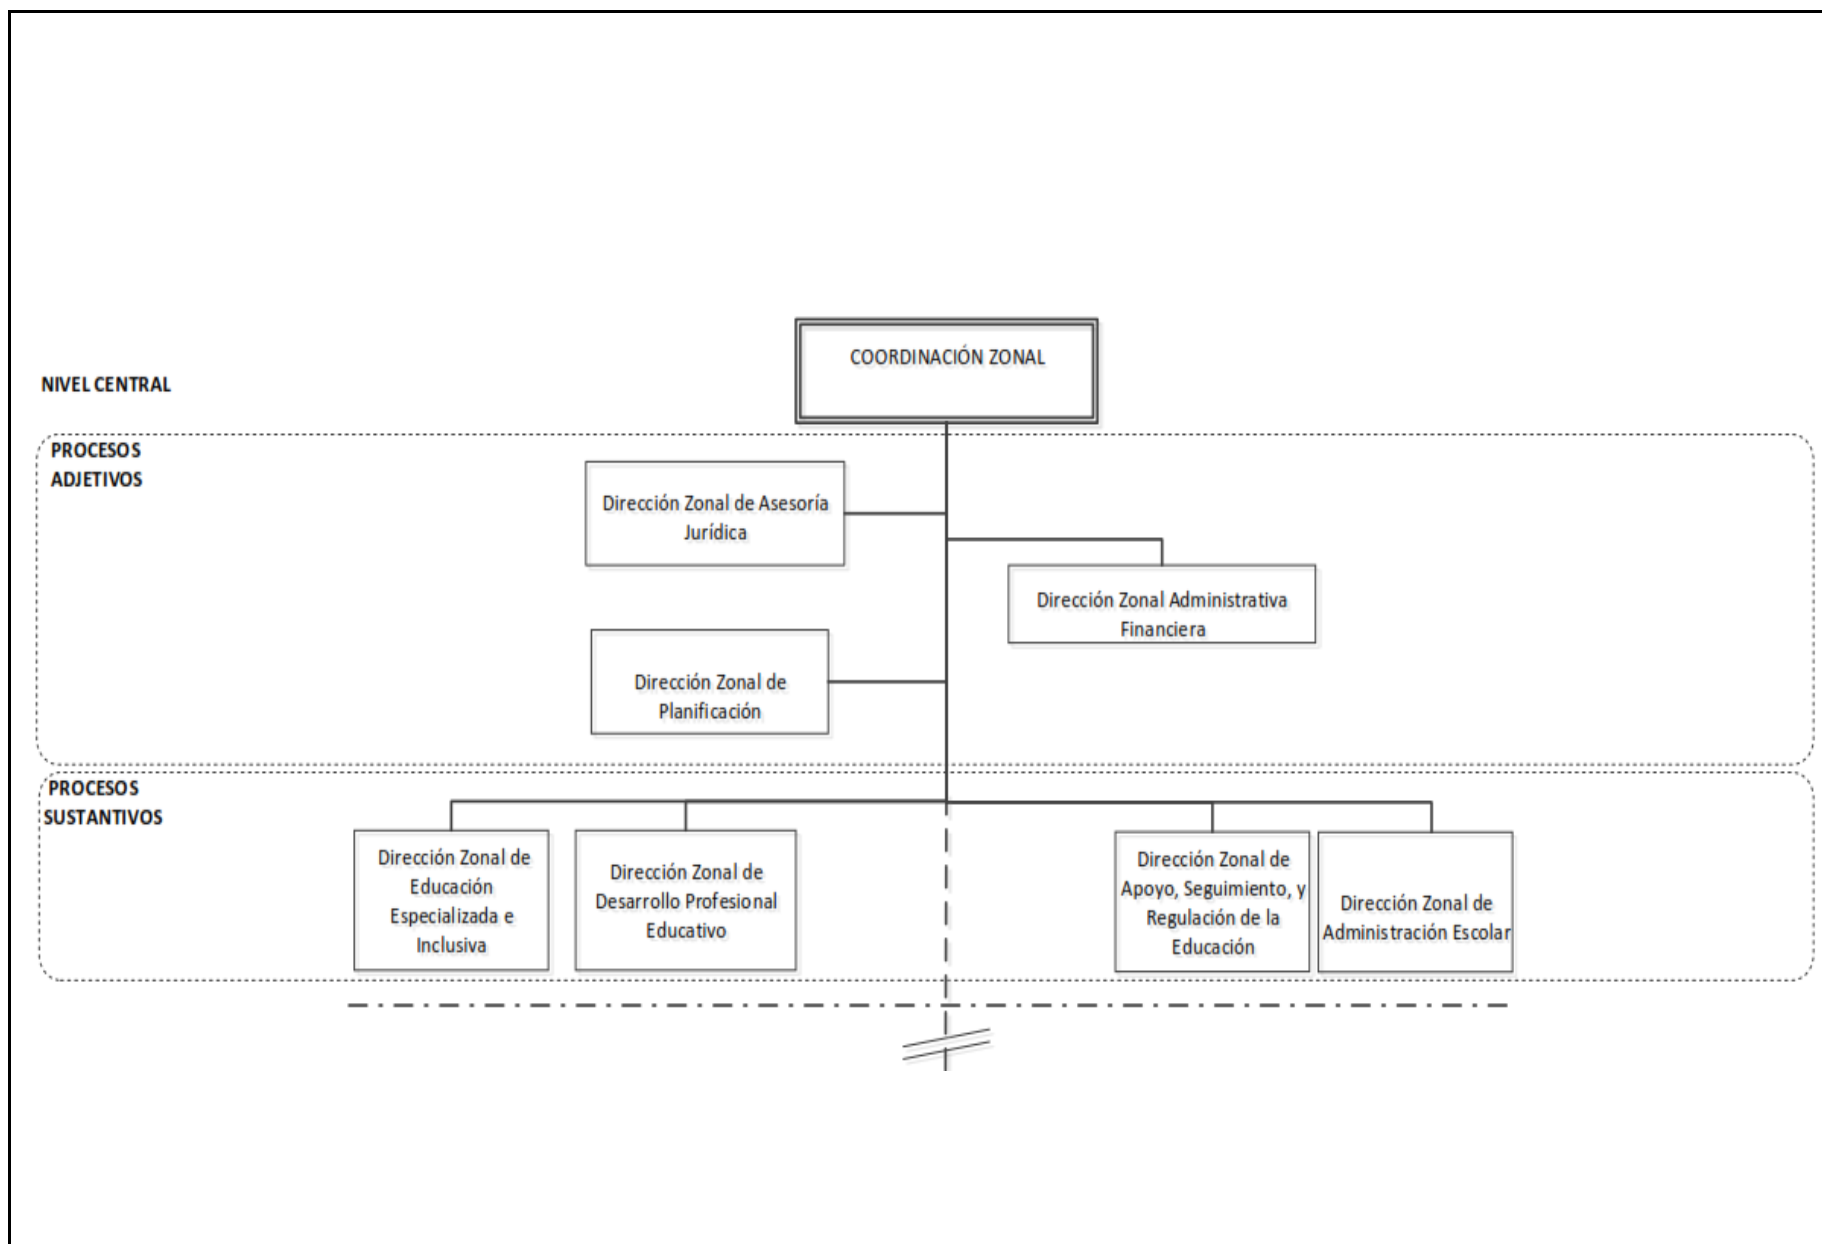 COORDINACIÓN ZONAL
NIVEL CENTRAL
PROCESOS
ADJETIVOS
Dirección Zonal de Asesoría
Jurídica
Dirección Zonal Administrativa
Financiera
Dirección Zonal de
Planificación
PROCESOS
SUSTANTIVOS
Dirección Zonal de
Educación
Especializada e
Inclusiva
Dirección Zonal de
Desarrollo Profesional
Educativo
Dirección Zonal de
Apoyo, Seguimiento, y
Regulación de la
Educación
Dirección Zonal de
Administración Escolar